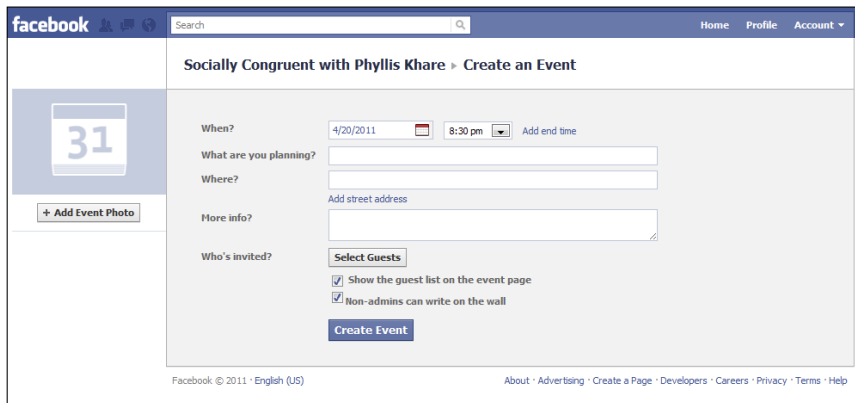 facebook Search Home Profile Account
Socially Congruent with Phyllis Khare ▸ Create an Event
31
+ Add Event Photo
When? 4/20/2011 8:30 pm Add end time
What are you planning?
Where?
Add street address
More info?
Who's invited? Select Guests
Show the guest list on the event page
Non-admins can write on the wall
Create Event
Facebook © 2011 · English (US) About · Advertising · Create a Page · Developers · Careers · Privacy · Terms · Help